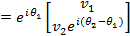 = e^{iθ_1} [ v_1
v_2 e^{i(θ_2−θ_1)} ]